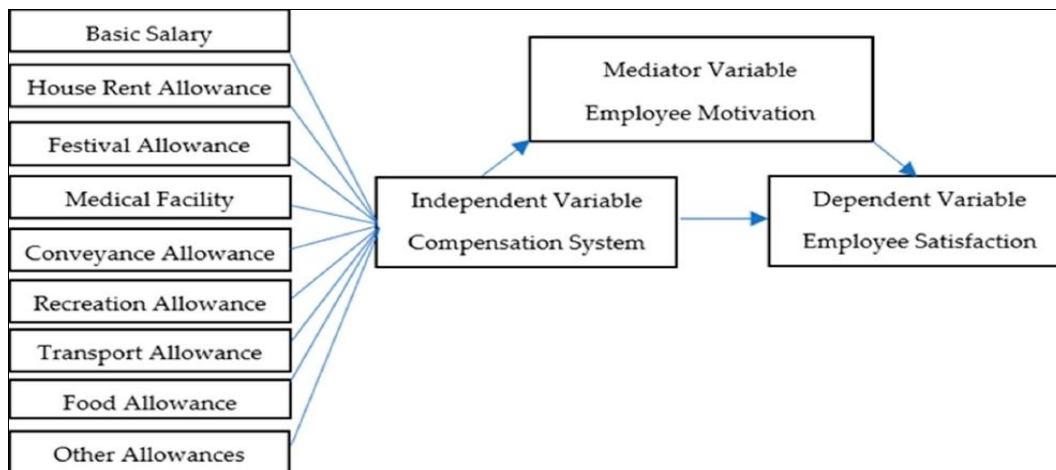 Basic Salary
House Rent Allowance
Festival Allowance
Medical Facility
Conveyance Allowance
Recreation Allowance
Transport Allowance
Food Allowance
Other Allowances
Independent Variable
Compensation System
Mediator Variable
Employee Motivation
Dependent Variable
Employee Satisfaction